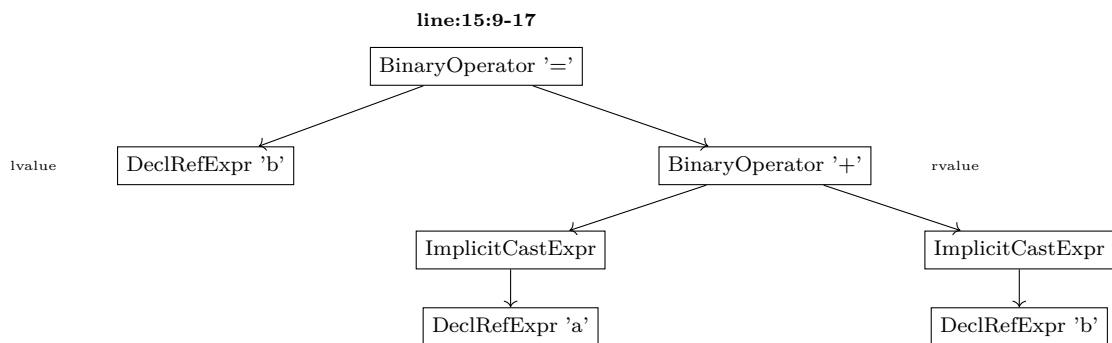 line:15:9-17
BinaryOperator '='
lvalue
DeclRefExpr 'b'
BinaryOperator '+'
rvalue
ImplicitCastExpr
ImplicitCastExpr
DeclRefExpr 'a'
DeclRefExpr 'b'